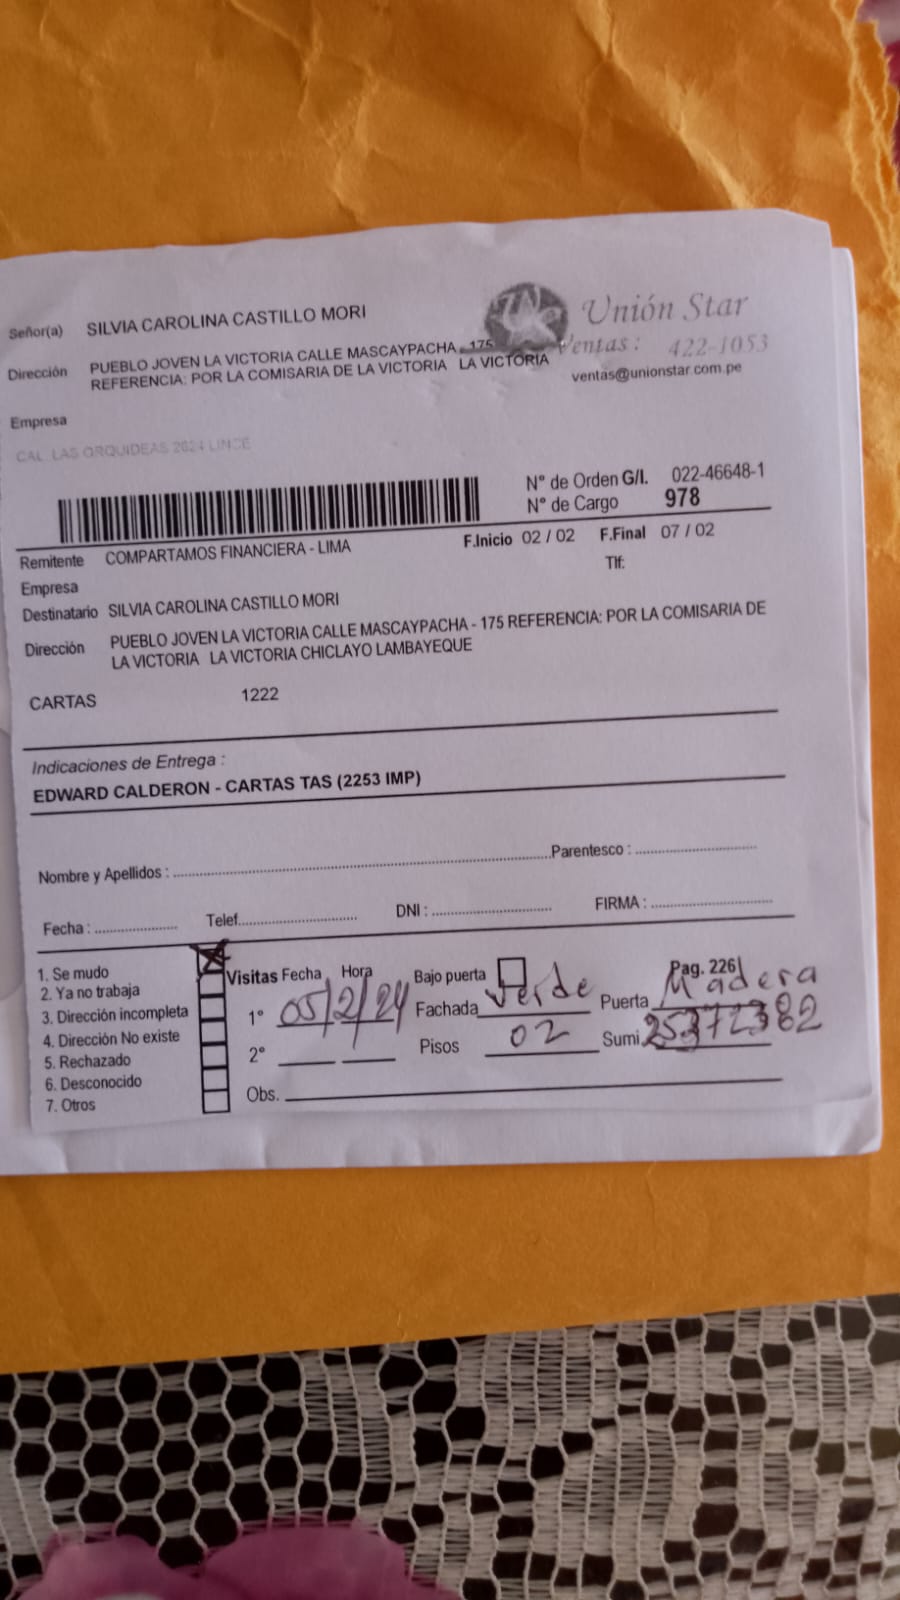 Señor(a) SILVIA CAROLINA CASTILLO MORI
Unión Star
Ventas: 422-1053
ventas@unionstar.com.pe
Dirección PUEBLO JOVEN LA VICTORIA CALLE MASCAYPACHA - 175
REFERENCIA: POR LA COMISARIA DE LA VICTORIA LA VICTORIA
Empresa
CAL. LAS ORQUIDEAS 2624 LINCE
N° de Orden G/I. 022-46648-1
N° de Cargo 978
Remitente COMPARTAMOS FINANCIERA - LIMA F.Inicio 02 / 02 F.Final 07 / 02
Empresa Tlf:
Destinatario SILVIA CAROLINA CASTILLO MORI
Dirección PUEBLO JOVEN LA VICTORIA CALLE MASCAYPACHA - 175 REFERENCIA: POR LA COMISARIA DE
LA VICTORIA LA VICTORIA CHICLAYO LAMBAYEQUE
CARTAS 1222
Indicaciones de Entrega :
EDWARD CALDERON - CARTAS TAS (2253 IMP)
Nombre y Apellidos : Parentesco :
Fecha : Telef. DNI : FIRMA :
1. Se mudo
2. Ya no trabaja
3. Dirección incompleta
4. Dirección No existe
5. Rechazado
6. Desconocido
7. Otros
Visitas Fecha Hora Bajo puerta Pag. 226
1° 05/2/24 Fachada Verde Puerta Madera
2° Pisos 02 Sumi
Obs.